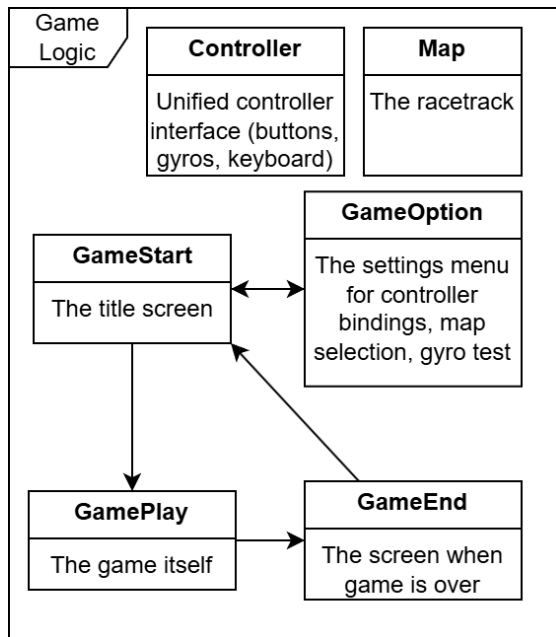 Game
Logic
Controller
Unified controller
interface (buttons,
gyros, keyboard)
Map
The racetrack
GameOption
The settings menu
for controller
bindings, map
selection, gyro test
GameStart
The title screen
GamePlay
The game itself
GameEnd
The screen when
game is over